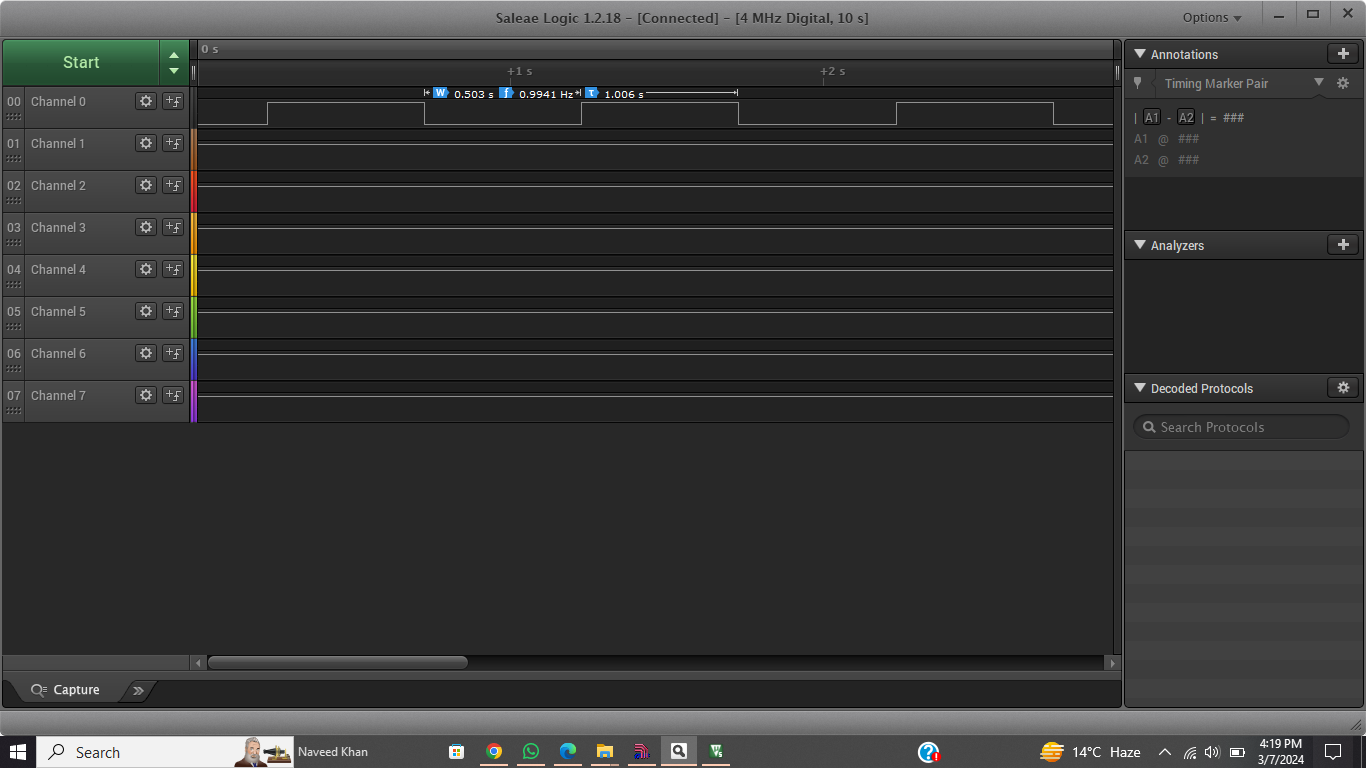 Saleae Logic 1.2.18 - [Connected] - [4 MHz Digital, 10 s]
Options
Start
0 s
+1 s
+2 s
W 0.503 s f 0.9941 Hz τ 1.006 s
00 Channel 0
01 Channel 1
02 Channel 2
03 Channel 3
04 Channel 4
05 Channel 5
06 Channel 6
07 Channel 7
Annotations
Timing Marker Pair
| A1 - A2 | = ###
A1 @ ###
A2 @ ###
Analyzers
Decoded Protocols
Search Protocols
Capture
Search
Naveed Khan
14°C Haze
4:19 PM
3/7/2024